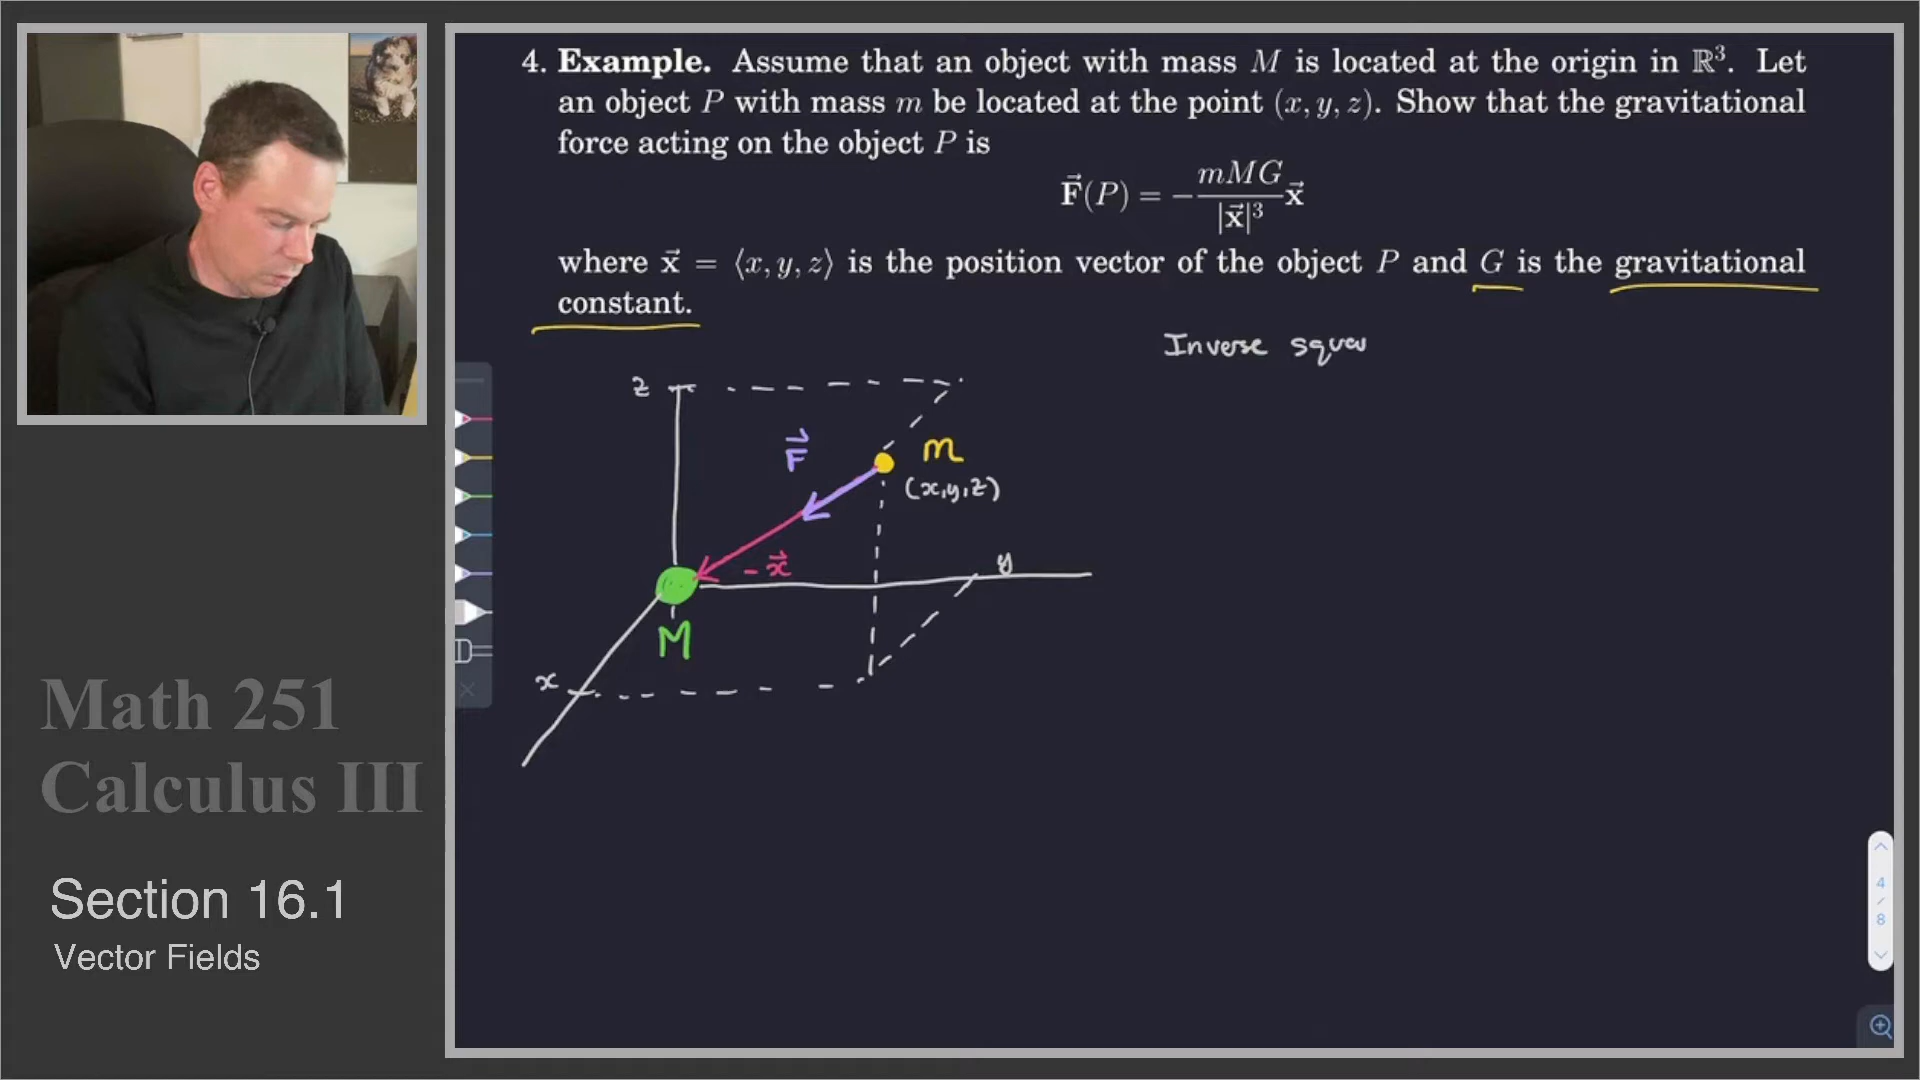 4. Example. Assume that an object with mass M is located at the origin in ℝ³. Let
an object P with mass m be located at the point (x, y, z). Show that the gravitational
force acting on the object P is
F⃗(P) = −mMG/|x⃗|³ x⃗
where x⃗ = ⟨x, y, z⟩ is the position vector of the object P and G is the gravitational
constant.
Inverse squar
z
F⃗
m
(x,y,z)
y
−x⃗
M
x
Math 251
Calculus III
Section 16.1
Vector Fields
4
/
8